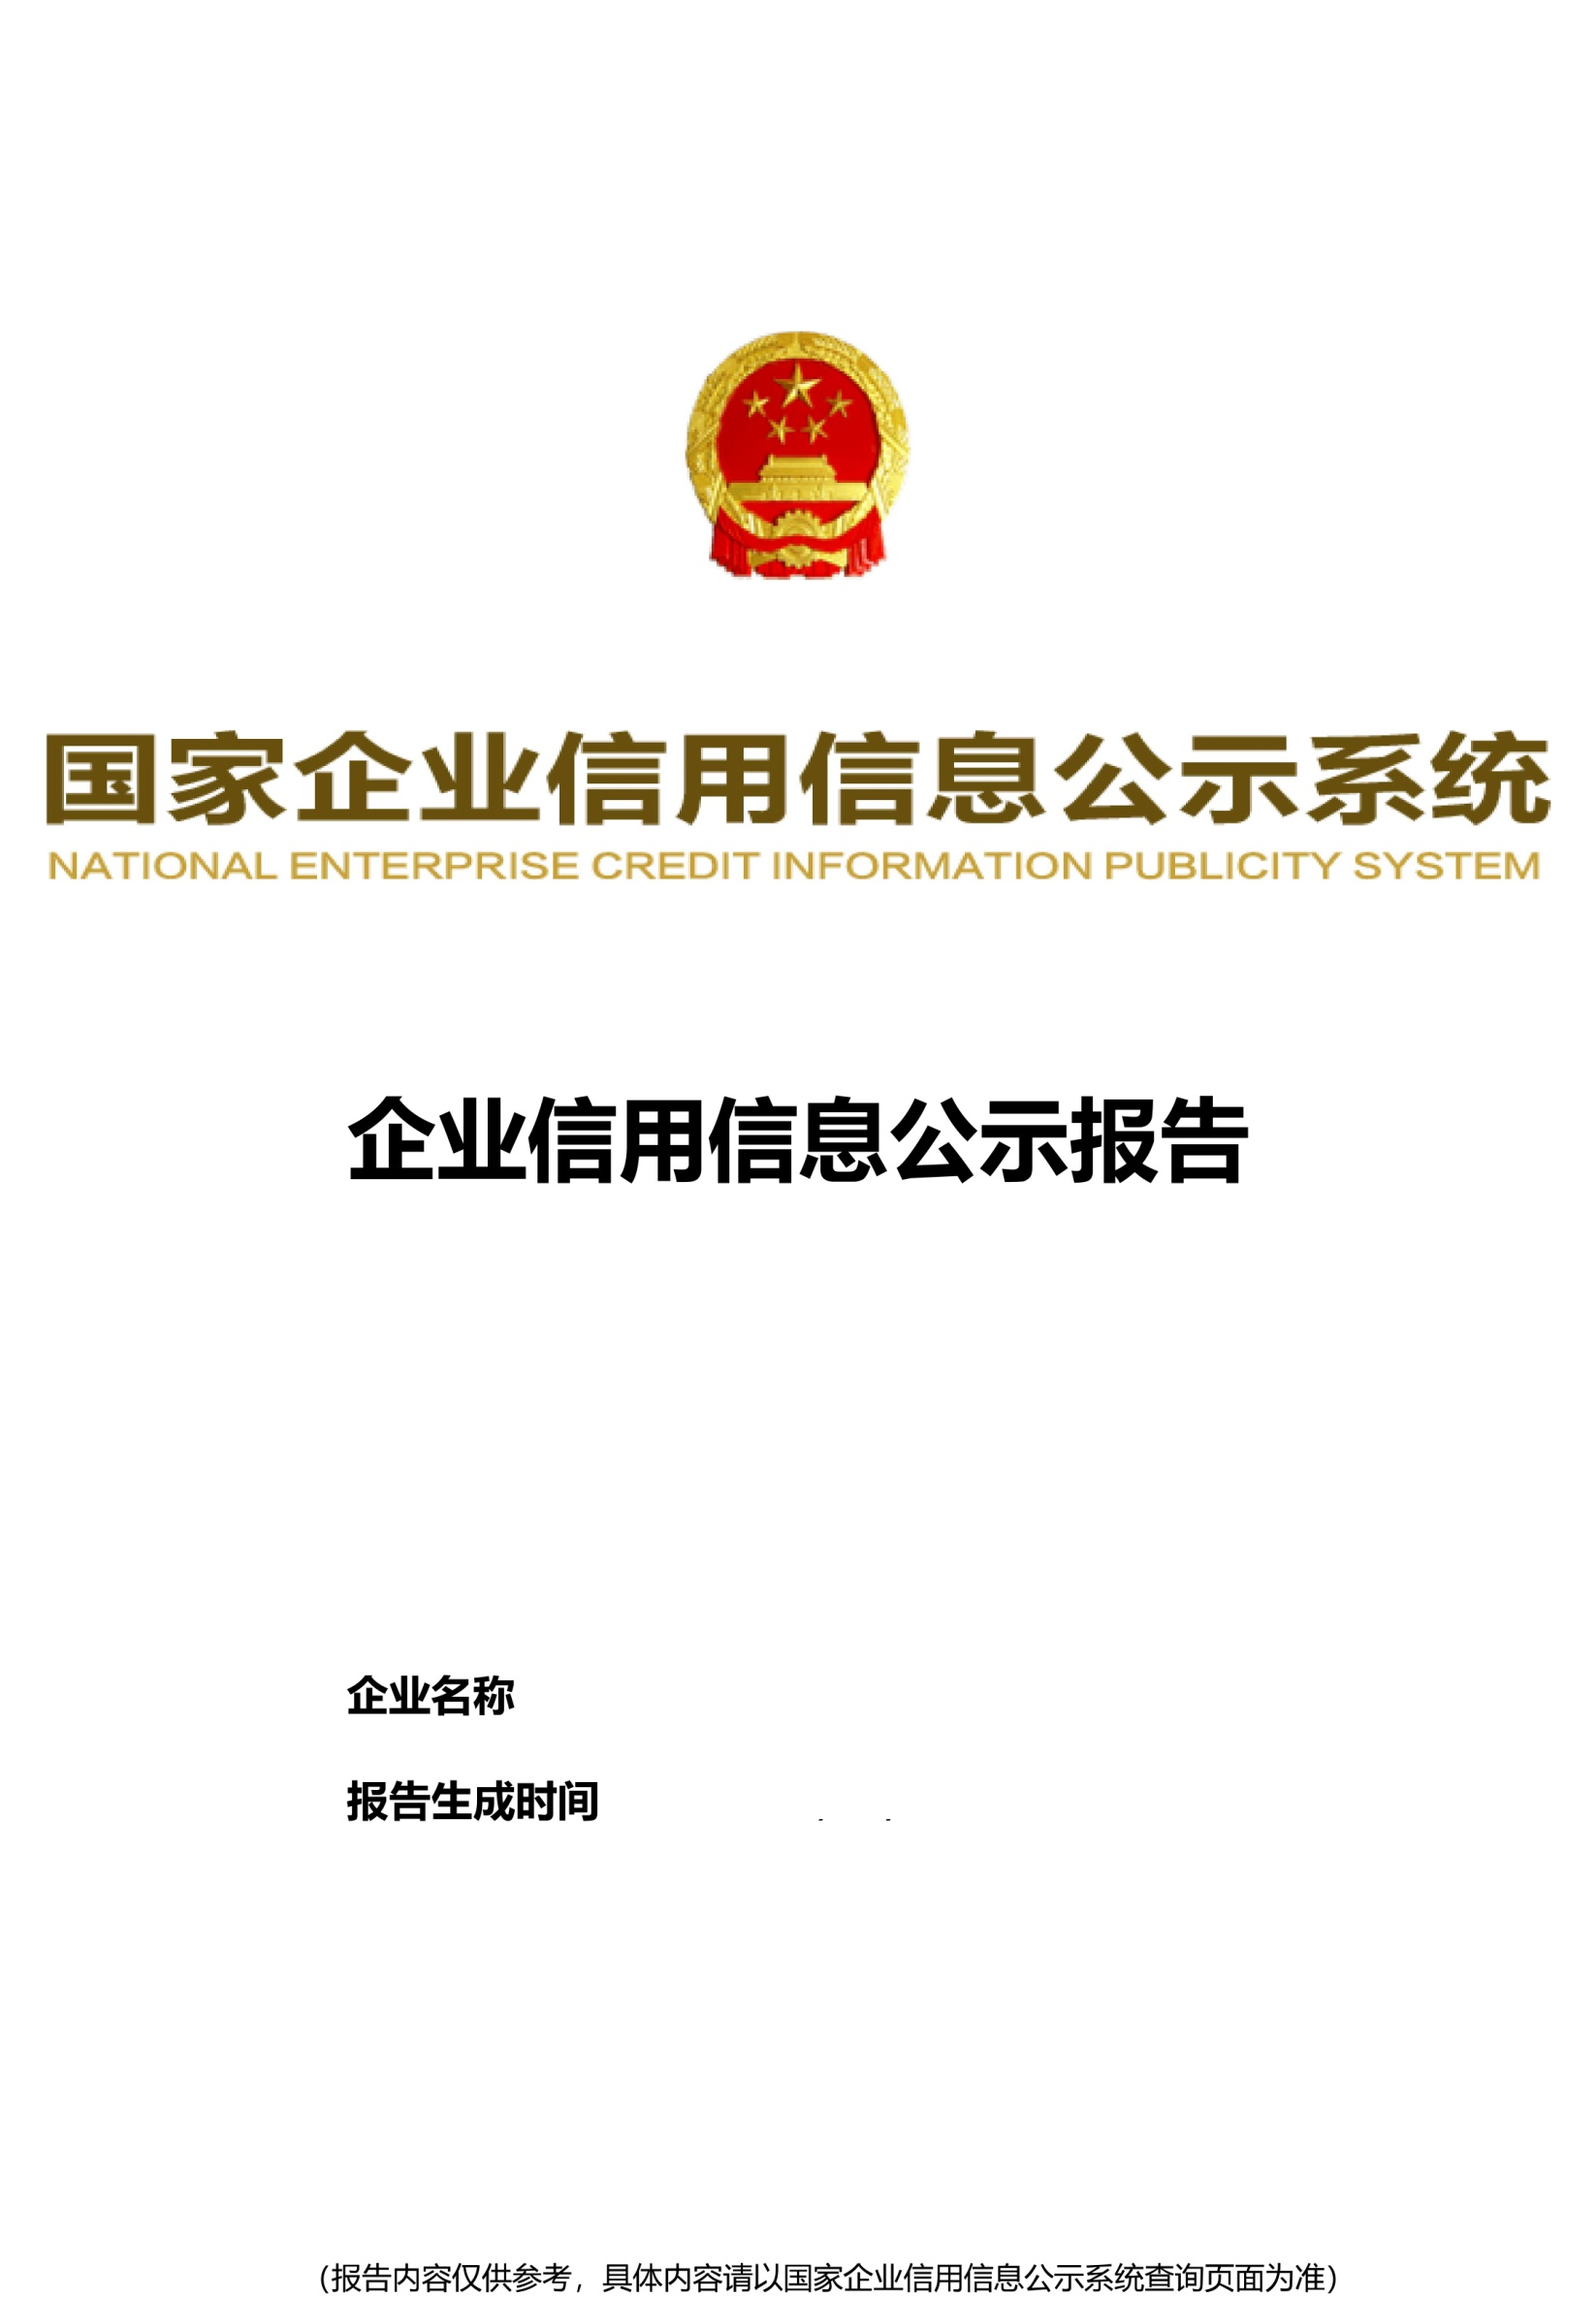 国家企业信用信息公示系统
NATIONAL ENTERPRISE CREDIT INFORMATION PUBLICITY SYSTEM
企业信用信息公示报告
企业名称
报告生成时间
（报告内容仅供参考，具体内容请以国家企业信用信息公示系统查询页面为准）